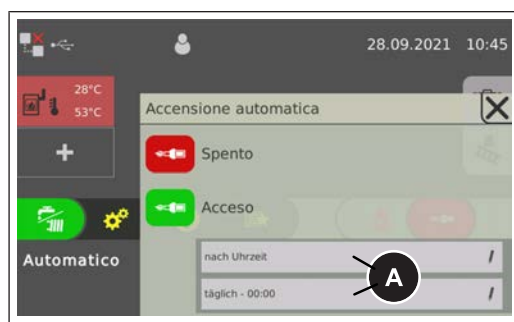 28.09.2021 10:45
28°C
53°C
Accensione automatica
Spento
Acceso
Automatico
nach Uhrzeit
täglich - 00:00
A